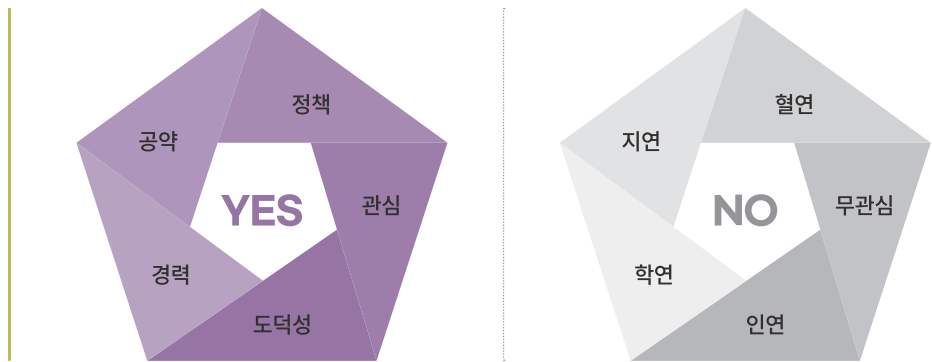 정책
공약
관심
YES
경력
도덕성
혈연
지연
무관심
NO
학연
인연